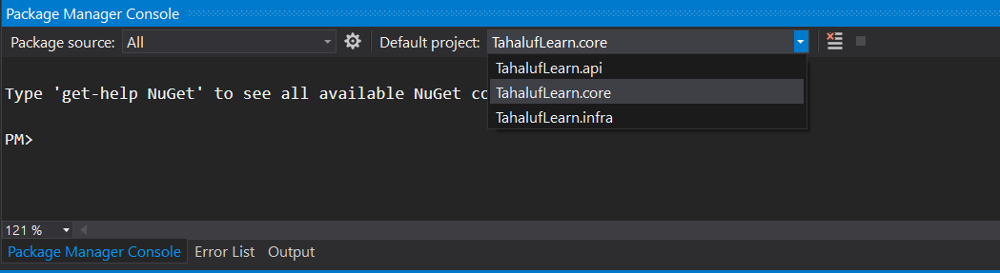 Package Manager Console
Package source: All Default project: TahalufLearn.core
TahalufLearn.api
Type 'get-help NuGet' to see all available NuGet
TahalufLearn.core
TahalufLearn.infra
PM>
121 %
Package Manager Console Error List Output